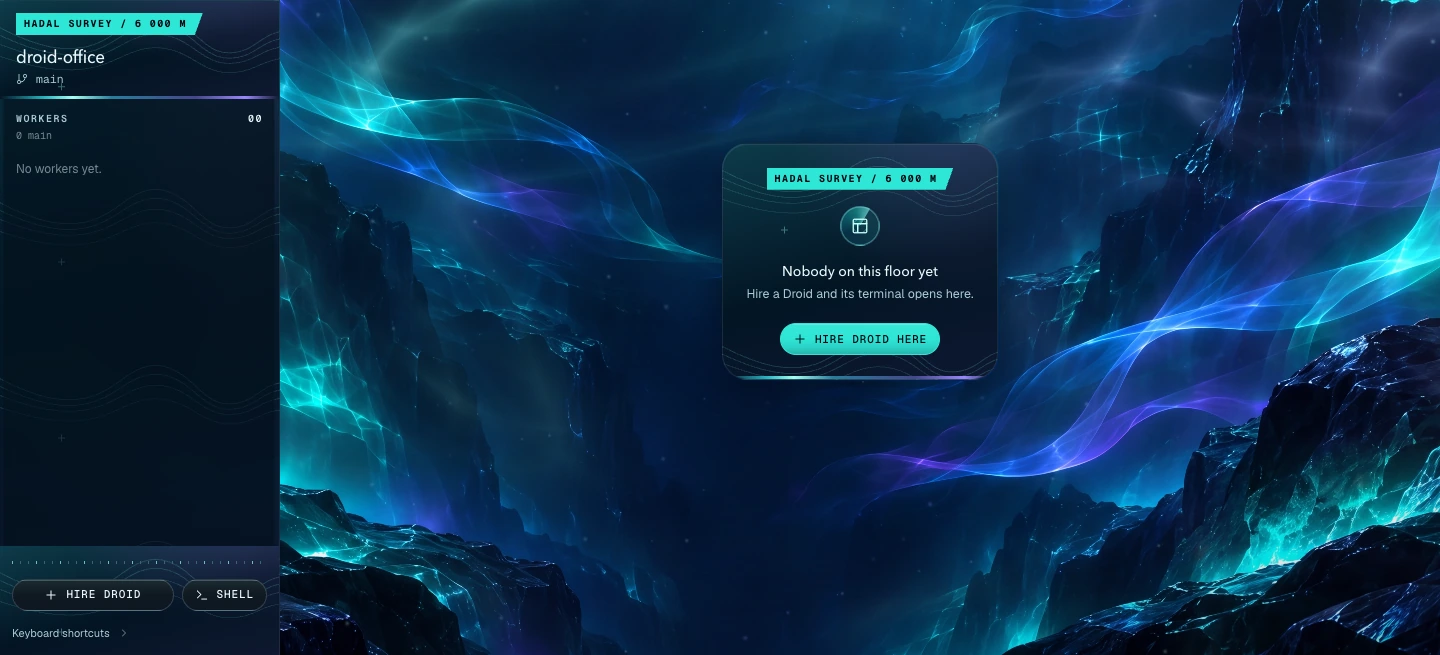 HADAL SURVEY / 6 000 M
droid-office
main
WORKERS 00
0 main
No workers yet.
HADAL SURVEY / 6 000 M
Nobody on this floor yet
Hire a Droid and its terminal opens here.
HIRE DROID HERE
HIRE DROID
SHELL
Keyboard shortcuts